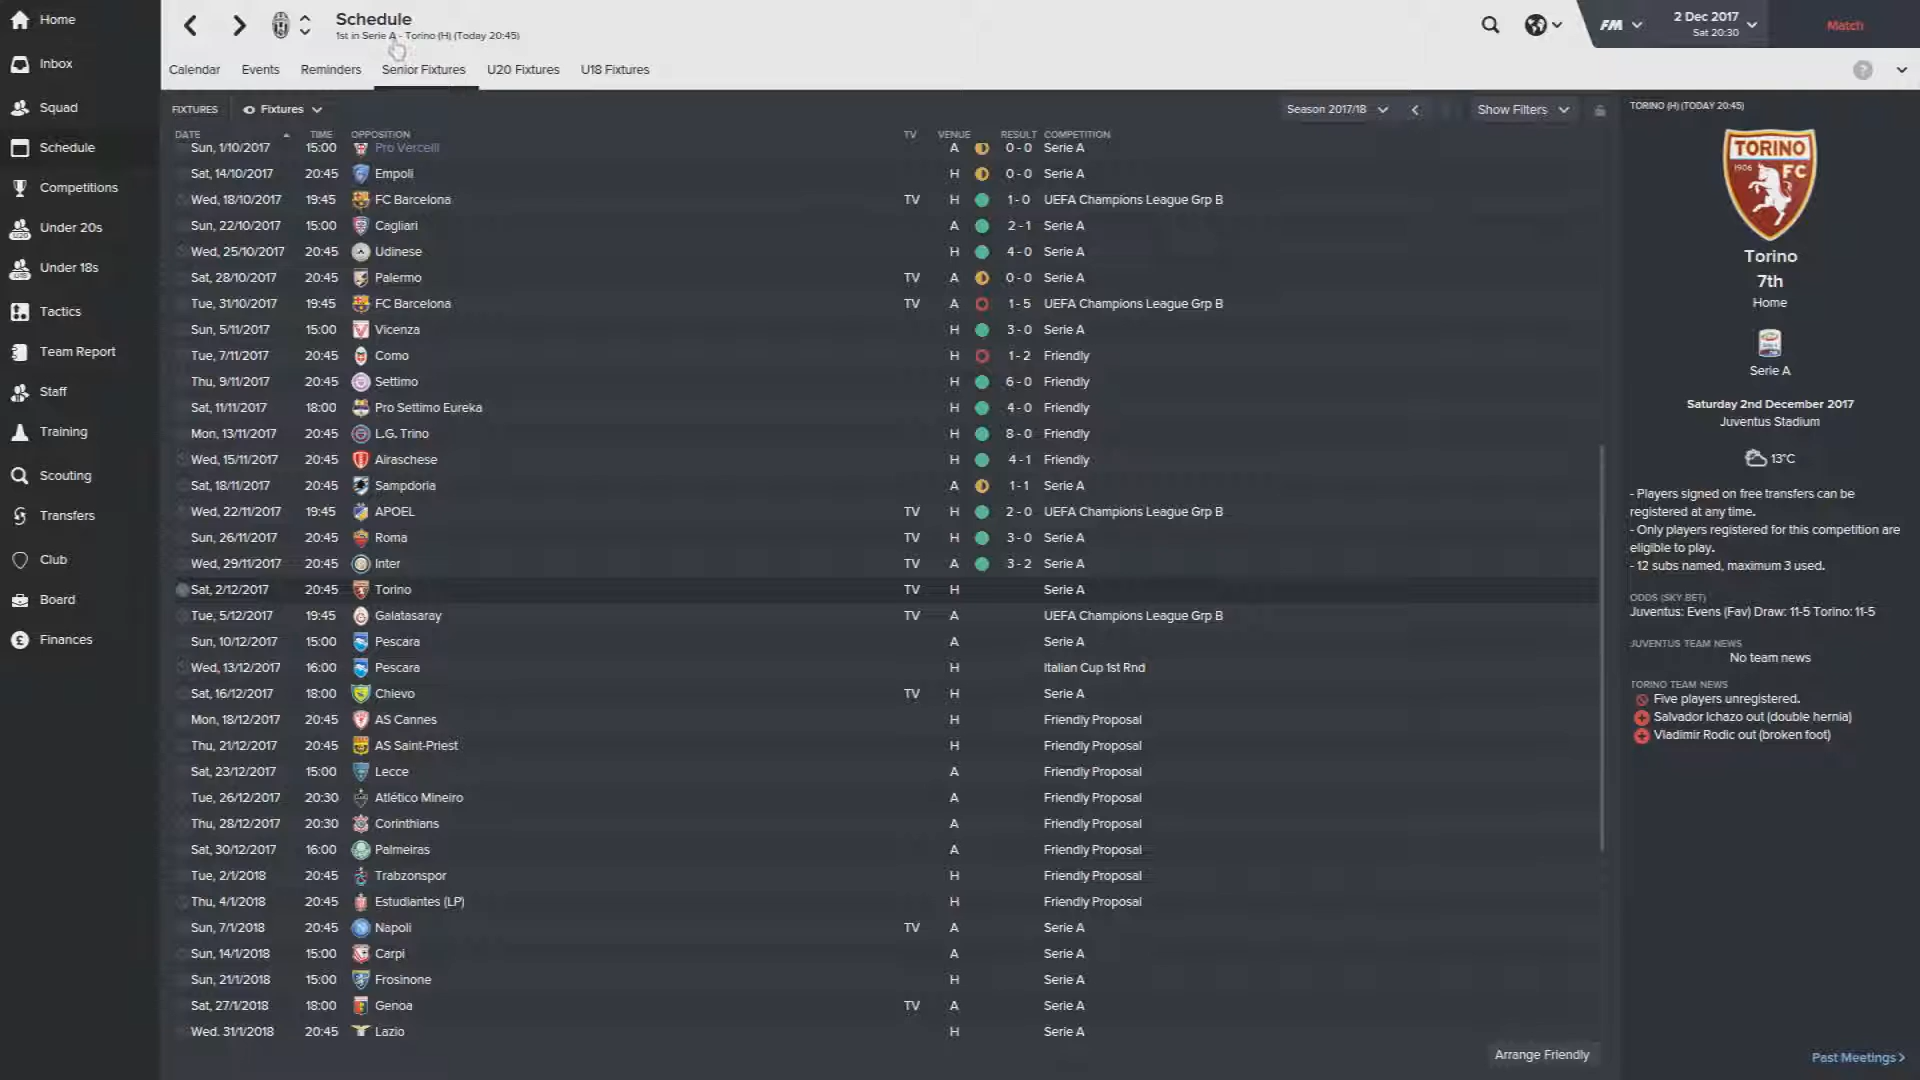 Home
Inbox
Squad
Schedule
Competitions
Under 20s
Under 18s
Tactics
Team Report
Staff
Training
Scouting
Transfers
Club
Board
Finances
Schedule
1st in Serie A - Torino (H) (Today 20:45)
FM
2 Dec 2017
Sat 20:30
Match
Calendar Events Reminders Senior Fixtures U20 Fixtures U18 Fixtures
FIXTURES Fixtures Season 2017/18 Show Filters
DATE TIME OPPOSITION TV VENUE RESULT COMPETITION
Sun, 1/10/2017 15:00 Pro Vercelli A 0 - 0 Serie A
Sat, 14/10/2017 20:45 Empoli H 0 - 0 Serie A
Wed, 18/10/2017 19:45 FC Barcelona TV H 1 - 0 UEFA Champions League Grp B
Sun, 22/10/2017 15:00 Cagliari A 2 - 1 Serie A
Wed, 25/10/2017 20:45 Udinese H 4 - 0 Serie A
Sat, 28/10/2017 20:45 Palermo TV A 0 - 0 Serie A
Tue, 31/10/2017 19:45 FC Barcelona TV A 1 - 5 UEFA Champions League Grp B
Sun, 5/11/2017 15:00 Vicenza H 3 - 0 Serie A
Tue, 7/11/2017 20:45 Como H 1 - 2 Friendly
Thu, 9/11/2017 20:45 Settimo H 6 - 0 Friendly
Sat, 11/11/2017 18:00 Pro Settimo Eureka H 4 - 0 Friendly
Mon, 13/11/2017 20:45 L.G. Trino H 8 - 0 Friendly
Wed, 15/11/2017 20:45 Airaschese H 4 - 1 Friendly
Sat, 18/11/2017 20:45 Sampdoria A 1 - 1 Serie A
Wed, 22/11/2017 19:45 APOEL TV H 2 - 0 UEFA Champions League Grp B
Sun, 26/11/2017 20:45 Roma TV H 3 - 0 Serie A
Wed, 29/11/2017 20:45 Inter TV A 3 - 2 Serie A
Sat, 2/12/2017 20:45 Torino TV H Serie A
Tue, 5/12/2017 19:45 Galatasaray TV A UEFA Champions League Grp B
Sun, 10/12/2017 15:00 Pescara A Serie A
Wed, 13/12/2017 16:00 Pescara H Italian Cup 1st Rnd
Sat, 16/12/2017 18:00 Chievo TV H Serie A
Mon, 18/12/2017 20:45 AS Cannes H Friendly Proposal
Thu, 21/12/2017 20:45 AS Saint-Priest H Friendly Proposal
Sat, 23/12/2017 15:00 Lecce A Friendly Proposal
Tue, 26/12/2017 20:30 Atlético Mineiro A Friendly Proposal
Thu, 28/12/2017 20:30 Corinthians A Friendly Proposal
Sat, 30/12/2017 16:00 Palmeiras A Friendly Proposal
Tue, 2/1/2018 20:45 Trabzonspor H Friendly Proposal
Thu, 4/1/2018 20:45 Estudiantes (LP) H Friendly Proposal
Sun, 7/1/2018 20:45 Napoli TV A Serie A
Sun, 14/1/2018 15:00 Carpi A Serie A
Sun, 21/1/2018 15:00 Frosinone H Serie A
Sat, 27/1/2018 18:00 Genoa TV A Serie A
Wed. 31/1/2018 20:45 Lazio H Serie A
Arrange Friendly
TORINO (H) (TODAY 20:45)
TORINO
1906 FC
Torino
7th
Home
Serie A
Saturday 2nd December 2017
Juventus Stadium
13°C
- Players signed on free transfers can be
registered at any time.
- Only players registered for this competition are
eligible to play.
- 12 subs named, maximum 3 used.
ODDS (SKY BET)
Juventus: Evens (Fav) Draw: 11-5 Torino: 11-5
JUVENTUS TEAM NEWS
No team news
TORINO TEAM NEWS
Five players unregistered.
Salvador Ichazo out (double hernia)
Vladimir Rodic out (broken foot)
Past Meetings >